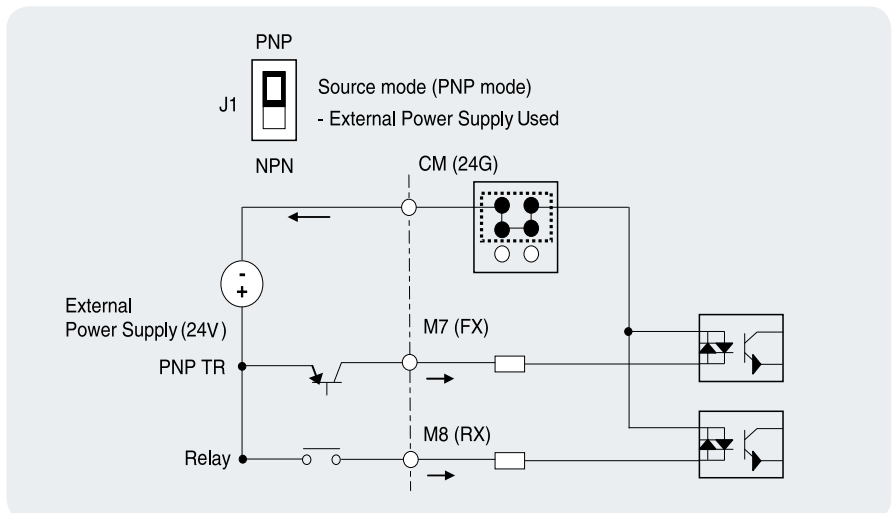 PNP
J1
Source mode (PNP mode)
- External Power Supply Used
NPN
CM (24G)
-
+
External
Power Supply (24V)
M7 (FX)
PNP TR
M8 (RX)
Relay